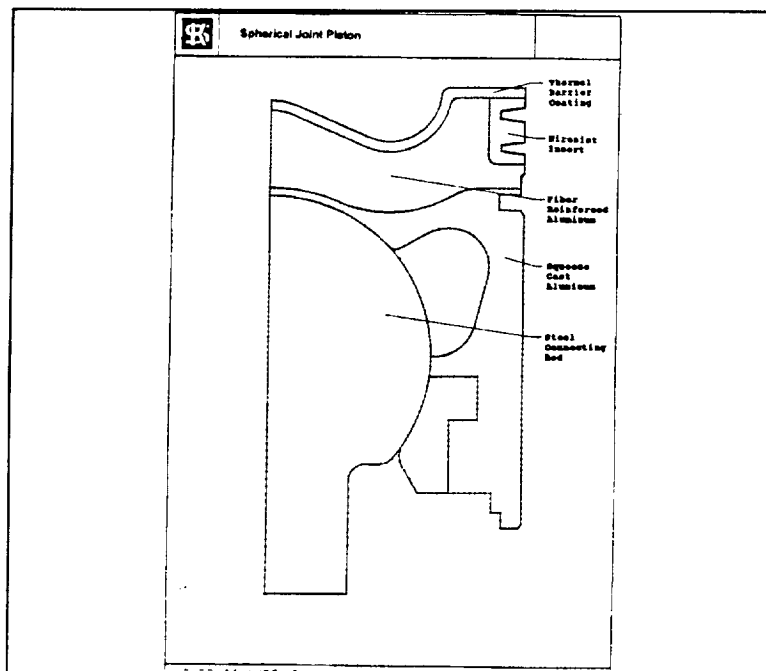 Spherical Joint Piston
Thermal
Barrier
Coating
Niresist
Insert
Fiber
Reinforced
Aluminum
Squeeze
Cast
Aluminum
Steel
Connecting
Rod